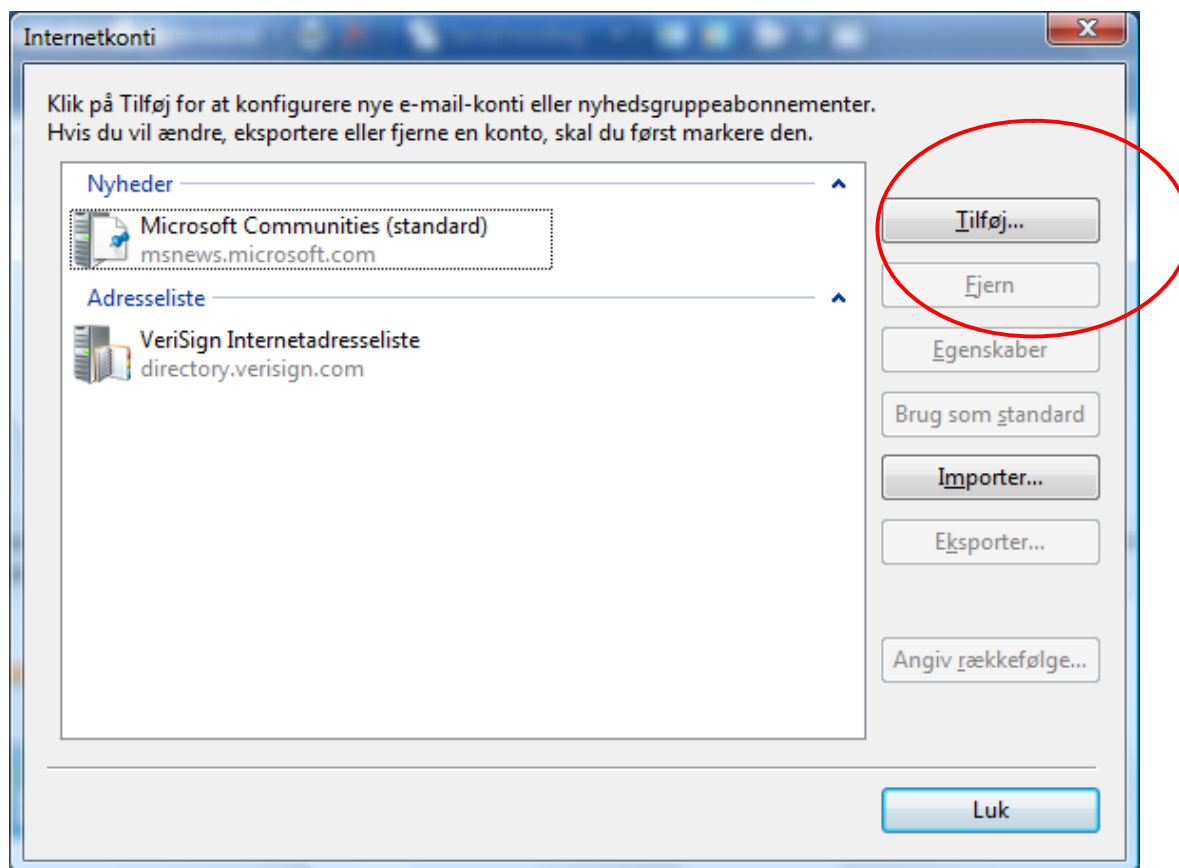 Internetkonti
Klik på Tilføj for at konfigurere nye e-mail-konti eller nyhedsgruppeabonnementer.
Hvis du vil ændre, eksportere eller fjerne en konto, skal du først markere den.
Nyheder
Microsoft Communities (standard)
msnews.microsoft.com
Adresseliste
VeriSign Internetadresseliste
directory.verisign.com
Tilføj...
Fjern
Egenskaber
Brug som standard
Importer...
Eksporter...
Angiv rækkefølge...
Luk